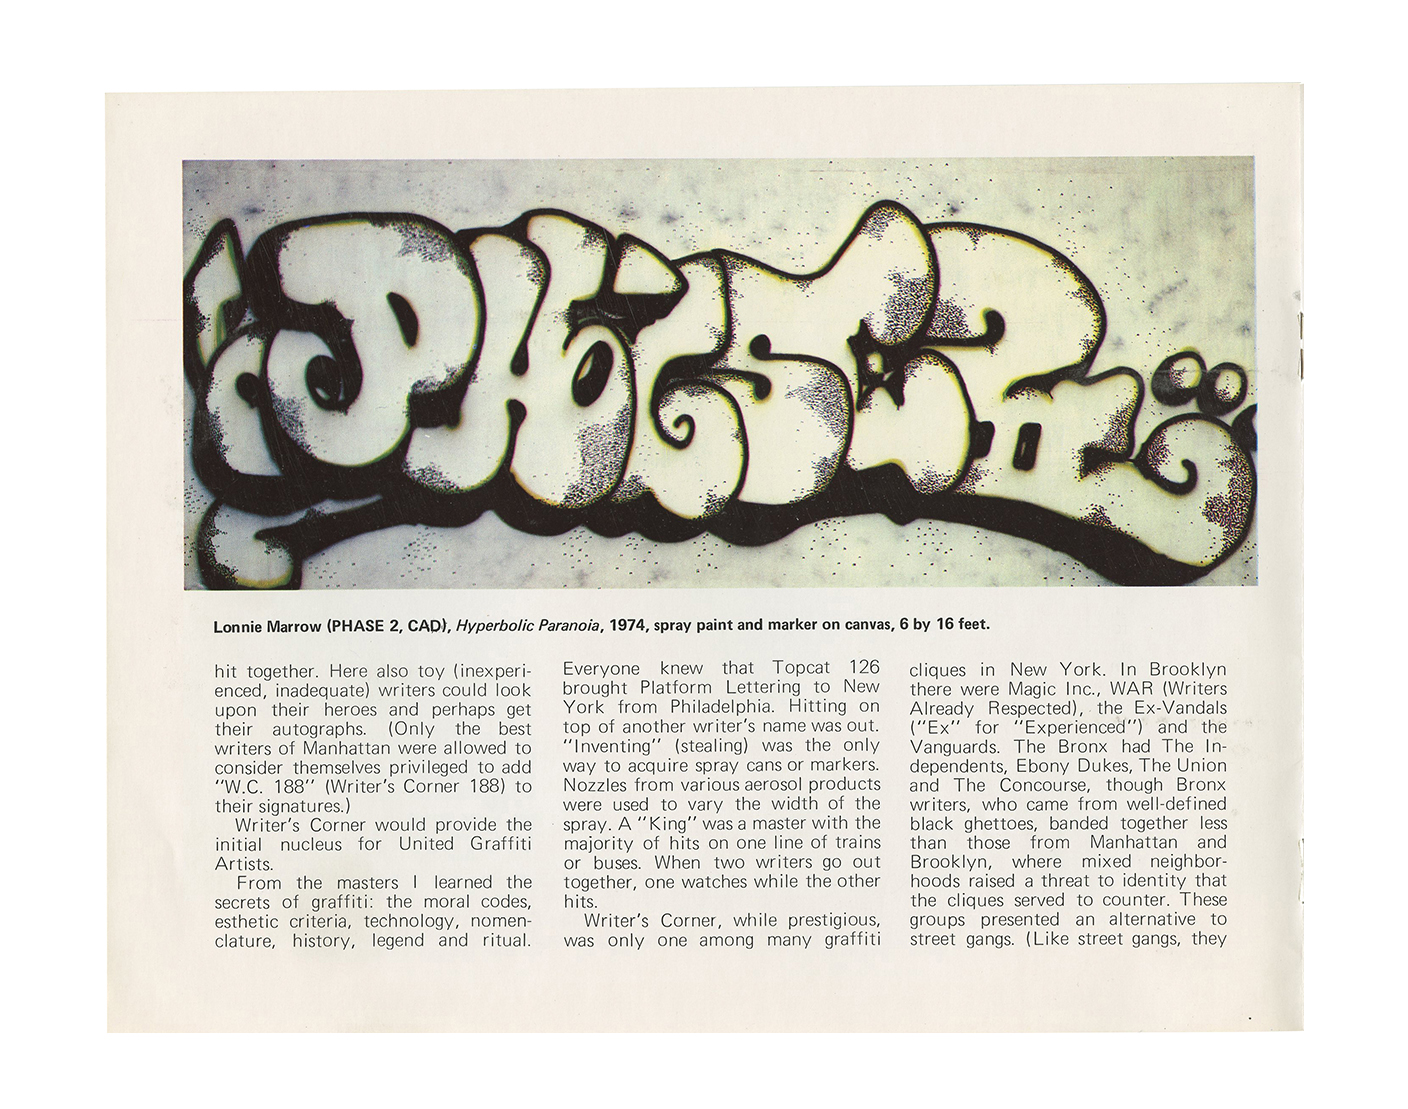 PHASE 2
Lonnie Marrow (PHASE 2, CAD), Hyperbolic Paranoia, 1974, spray paint and marker on canvas, 6 by 16 feet.
hit together. Here also toy (inexperi-
enced, inadequate) writers could look
upon their heroes and perhaps get
their autographs. (Only the best
writers of Manhattan were allowed to
consider themselves privileged to add
"W.C. 188" (Writer's Corner 188) to
their signatures.)
Writer's Corner would provide the
initial nucleus for United Graffiti
Artists.
From the masters I learned the
secrets of graffiti: the moral codes,
esthetic criteria, technology, nomen-
clature, history, legend and ritual.
Everyone knew that Topcat 126
brought Platform Lettering to New
York from Philadelphia. Hitting on
top of another writer's name was out.
"Inventing" (stealing) was the only
way to acquire spray cans or markers.
Nozzles from various aerosol products
were used to vary the width of the
spray. A "King" was a master with the
majority of hits on one line of trains
or buses. When two writers go out
together, one watches while the other
hits.
Writer's Corner, while prestigious,
was only one among many graffiti
cliques in New York. In Brooklyn
there were Magic Inc., WAR (Writers
Already Respected), the Ex-Vandals
("Ex" for "Experienced") and the
Vanguards. The Bronx had The In-
dependents, Ebony Dukes, The Union
and The Concourse, though Bronx
writers, who came from well-defined
black ghettoes, banded together less
than those from Manhattan and
Brooklyn, where mixed neighbor-
hoods raised a threat to identity that
the cliques served to counter. These
groups presented an alternative to
street gangs. (Like street gangs, they